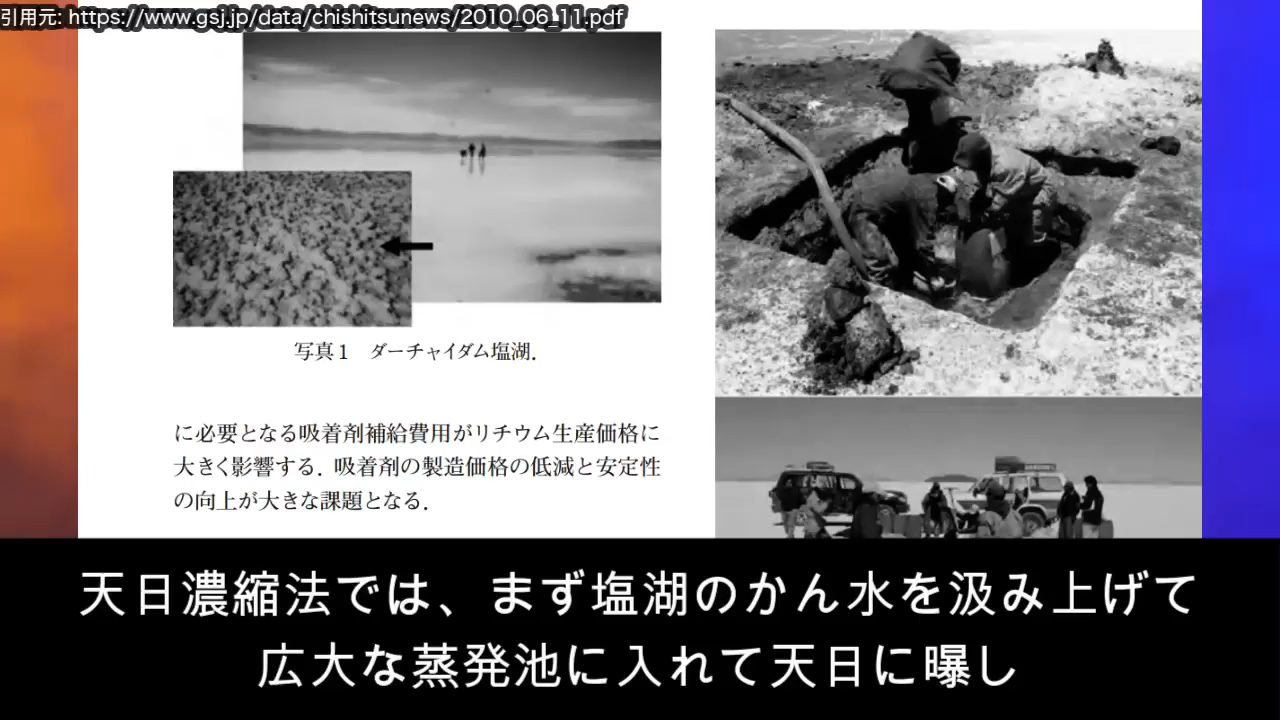 引用元: https://www.gsj.jp/data/chishitsunews/2010_06_11.pdf
写真1　ダーチャイダム塩湖.
に必要となる吸着剤補給費用がリチウム生産価格に
大きく影響する. 吸着剤の製造価格の低減と安定性
の向上が大きな課題となる.
天日濃縮法では、まず塩湖のかん水を汲み上げて
広大な蒸発池に入れて天日に曝し